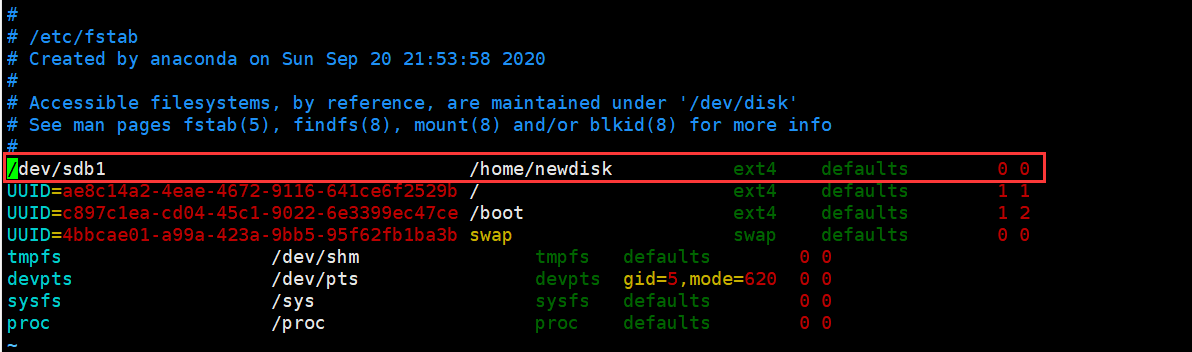 #
# /etc/fstab
# Created by anaconda on Sun Sep 20 21:53:58 2020
#
# Accessible filesystems, by reference, are maintained under '/dev/disk'
# See man pages fstab(5), findfs(8), mount(8) and/or blkid(8) for more info
#
/dev/sdb1 /home/newdisk ext4 defaults 0 0
UUID=ae8c14a2-4eae-4672-9116-641ce6f2529b / ext4 defaults 1 1
UUID=c897c1ea-cd04-45c1-9022-6e3399ec47ce /boot ext4 defaults 1 2
UUID=4bbcae01-a99a-423a-9bb5-95f62fb1ba3b swap swap defaults 0 0
tmpfs /dev/shm tmpfs defaults 0 0
devpts /dev/pts devpts gid=5,mode=620 0 0
sysfs /sys sysfs defaults 0 0
proc /proc proc defaults 0 0
~